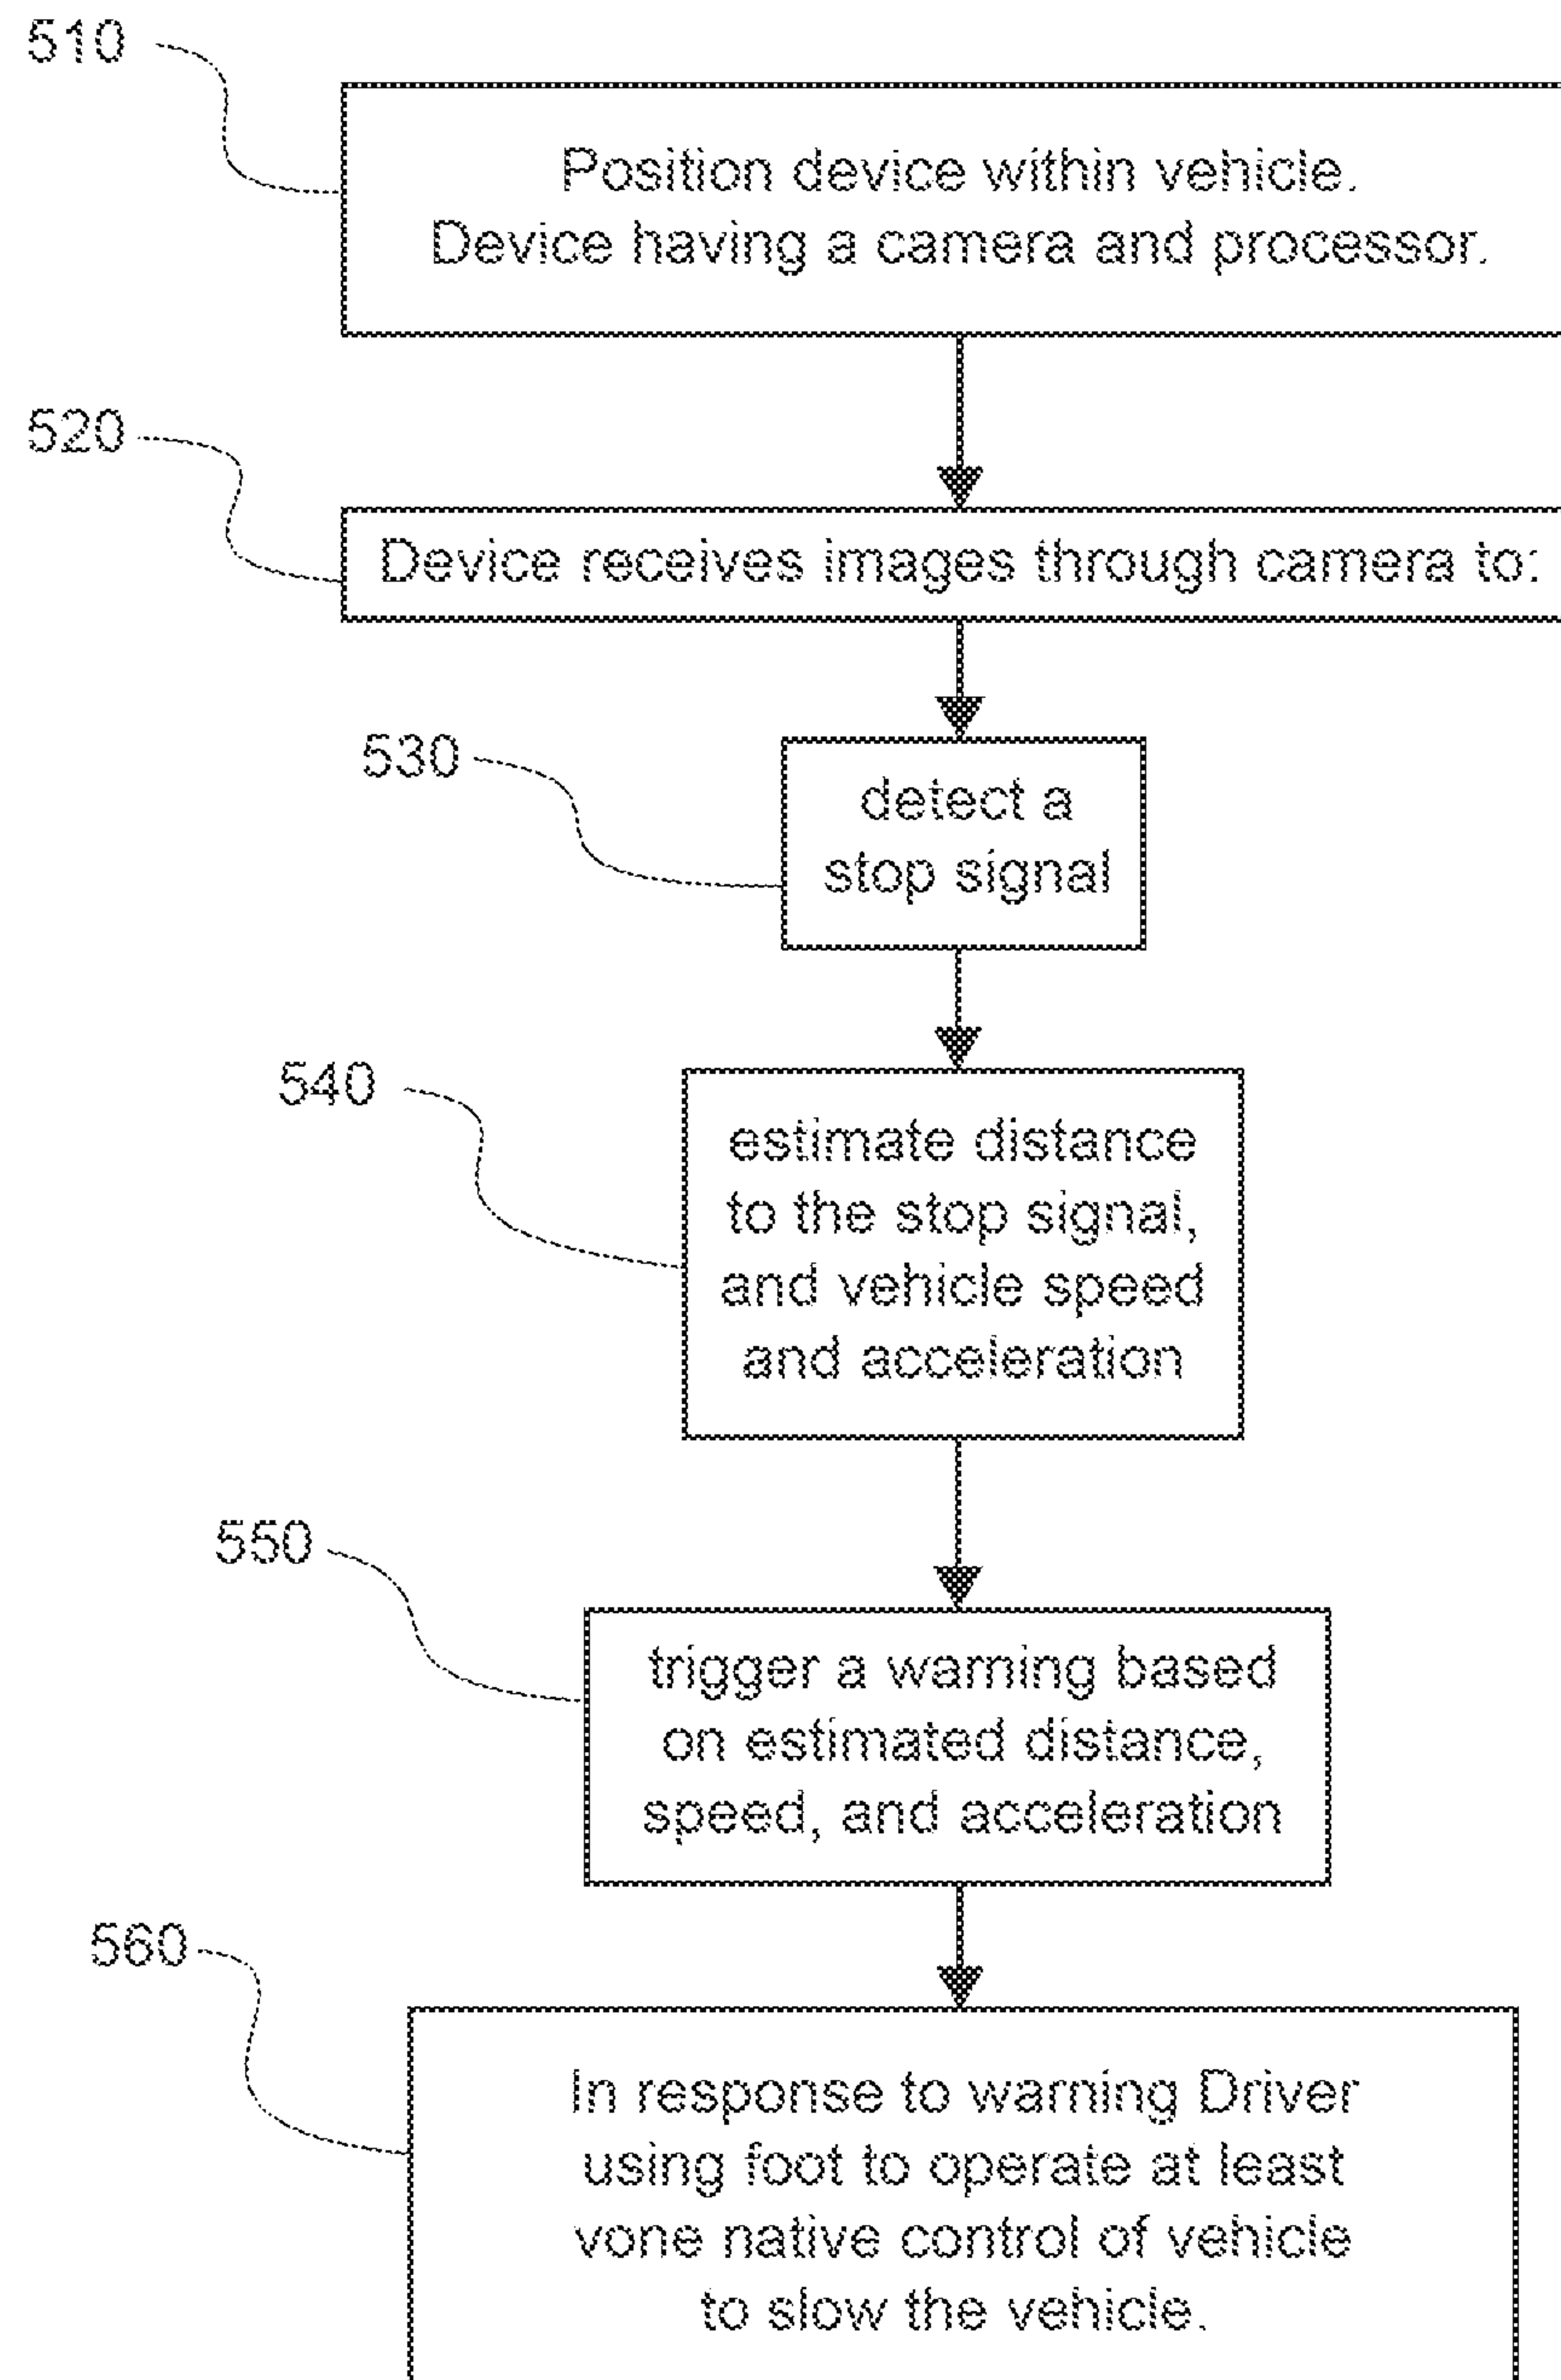 510
Position device within vehicle.
Device having a camera and processor.
520
Device receives images through camera to:
530
detect a
stop signal
540
estimate distance
to the stop signal,
and vehicle speed
and acceleration
550
trigger a warning based
on estimated distance,
speed, and acceleration
560
In response to warning Driver
using foot to operate at least
vone native control of vehicle
to slow the vehicle.